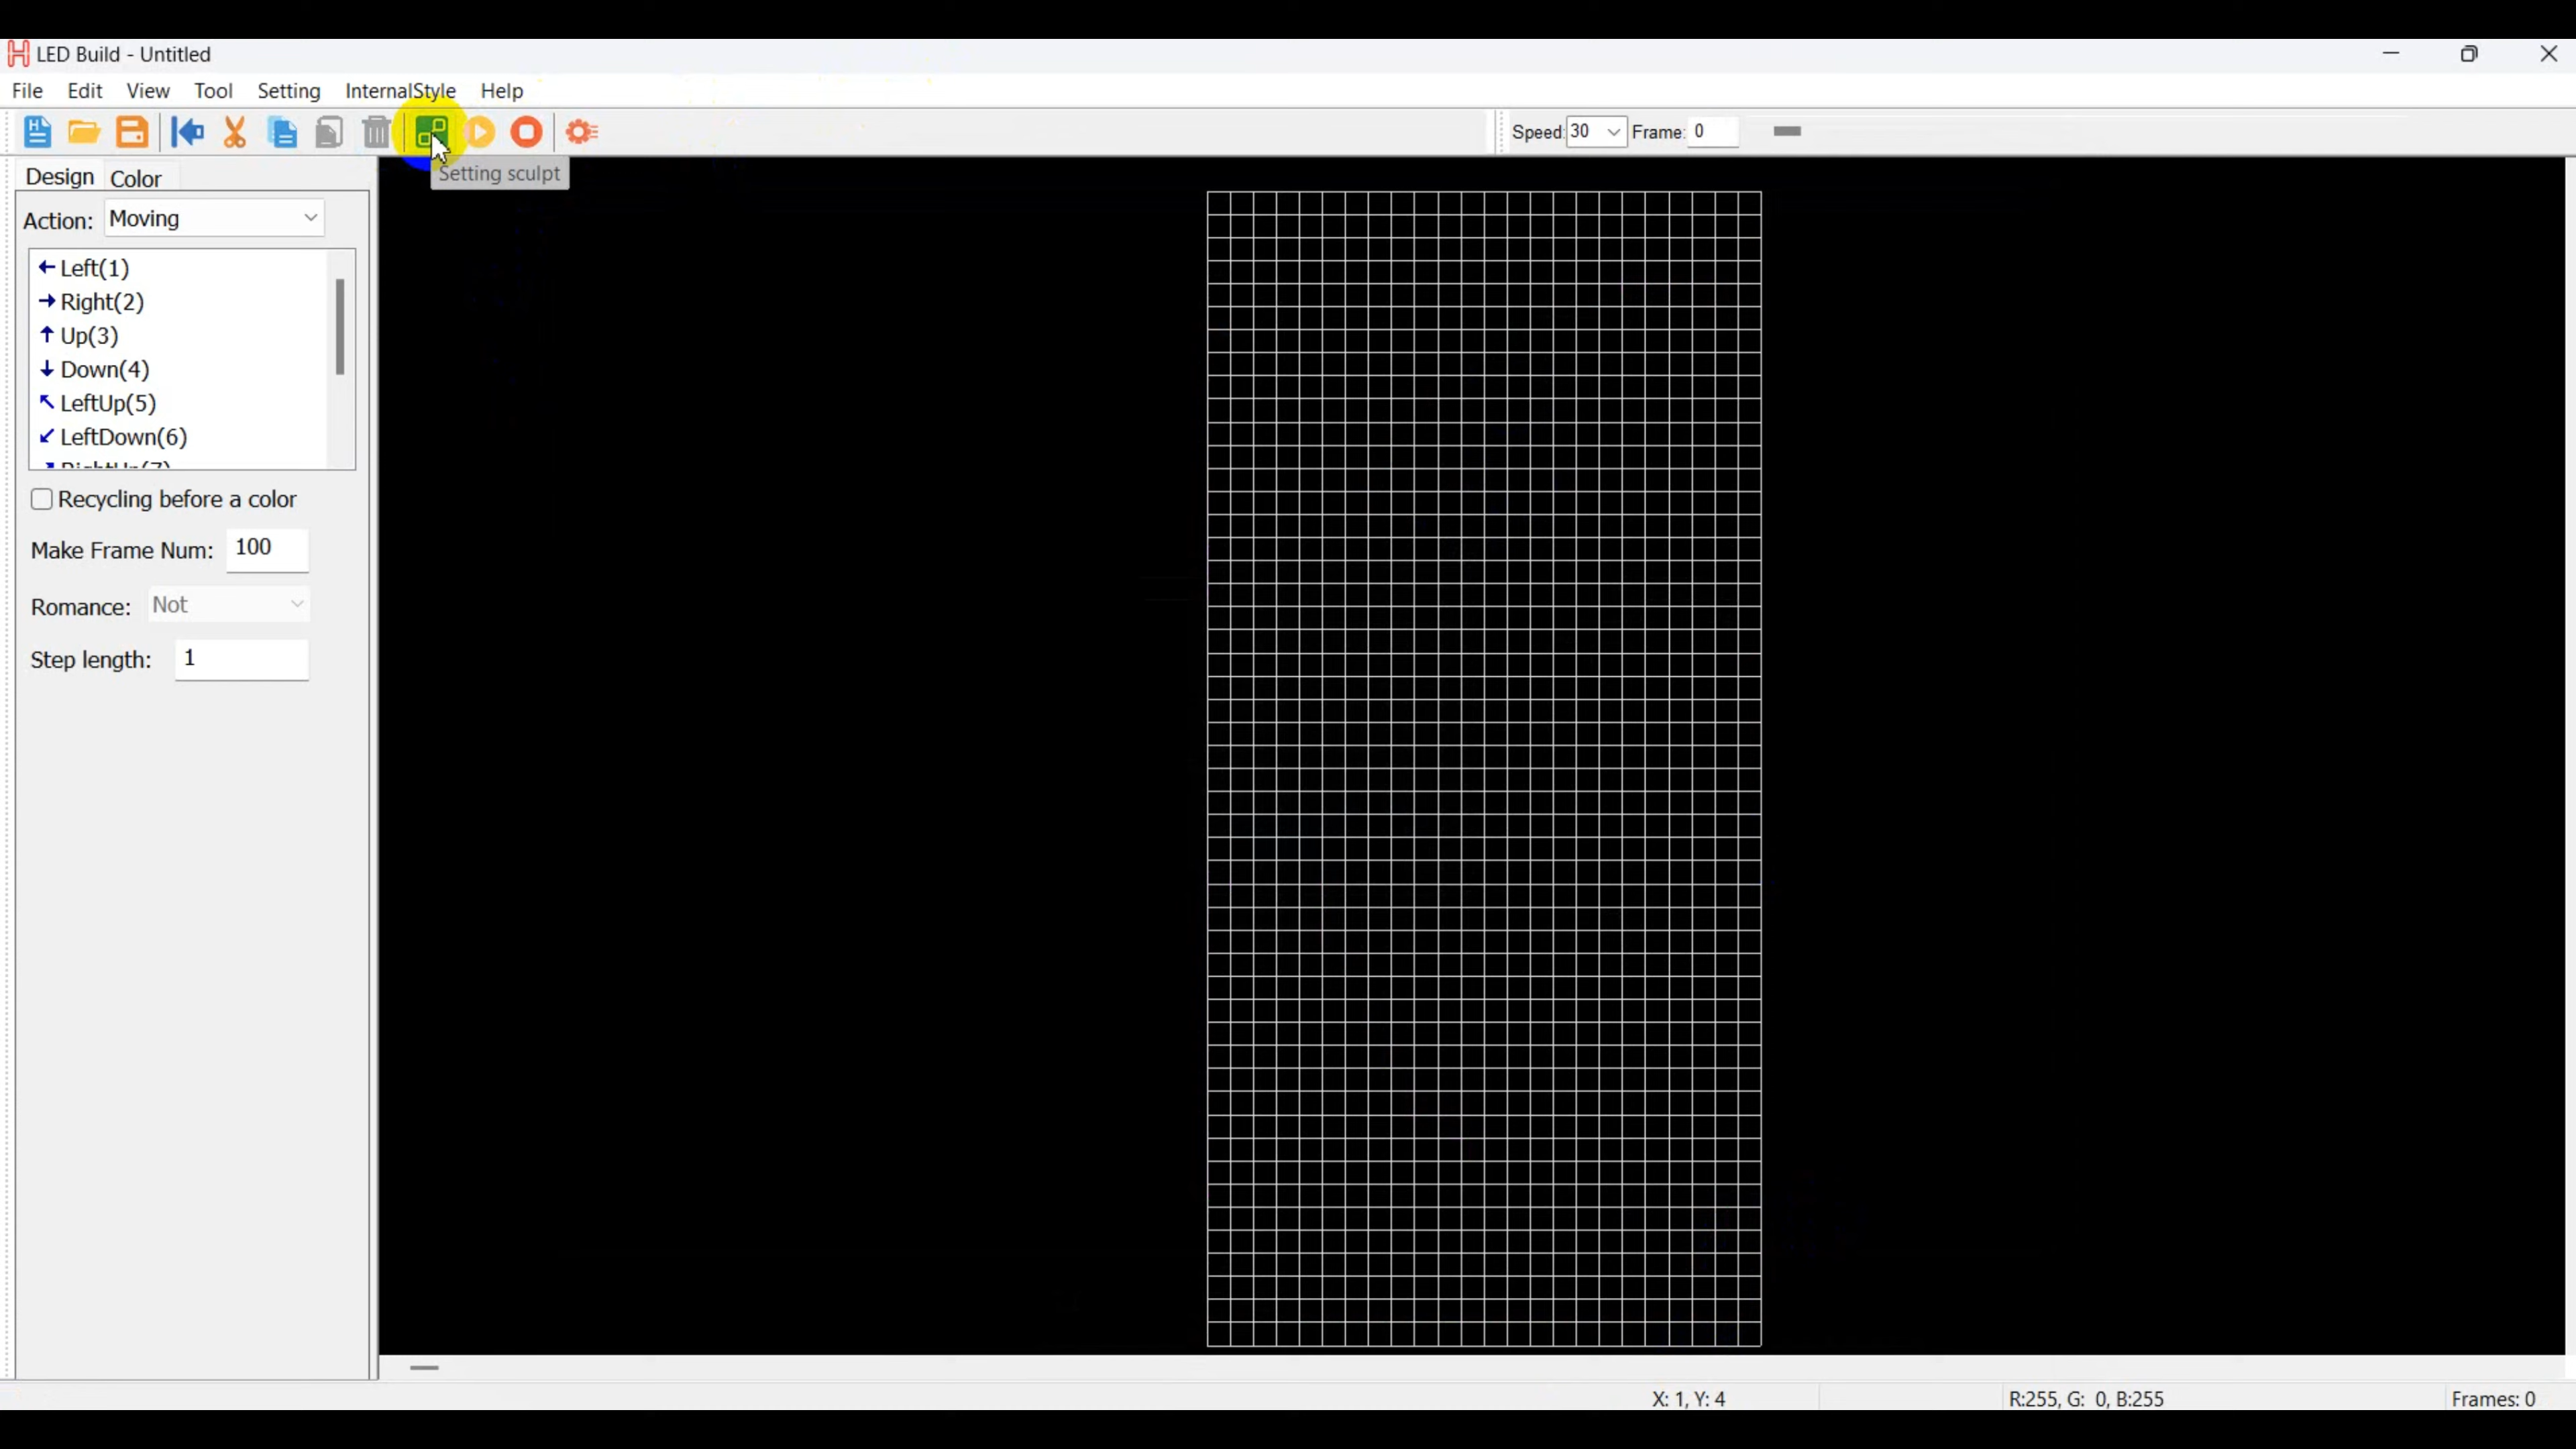 LED Build - Untitled
File Edit View Tool Setting InternalStyle Help
Speed: 30 Frame: 0
Setting sculpt
Design Color
Action: Moving
Left(1)
Right(2)
Up(3)
Down(4)
LeftUp(5)
LeftDown(6)
Recycling before a color
Make Frame Num: 100
Romance: Not
Step length: 1
X: 1, Y: 4 R:255, G: 0, B:255 Frames: 0